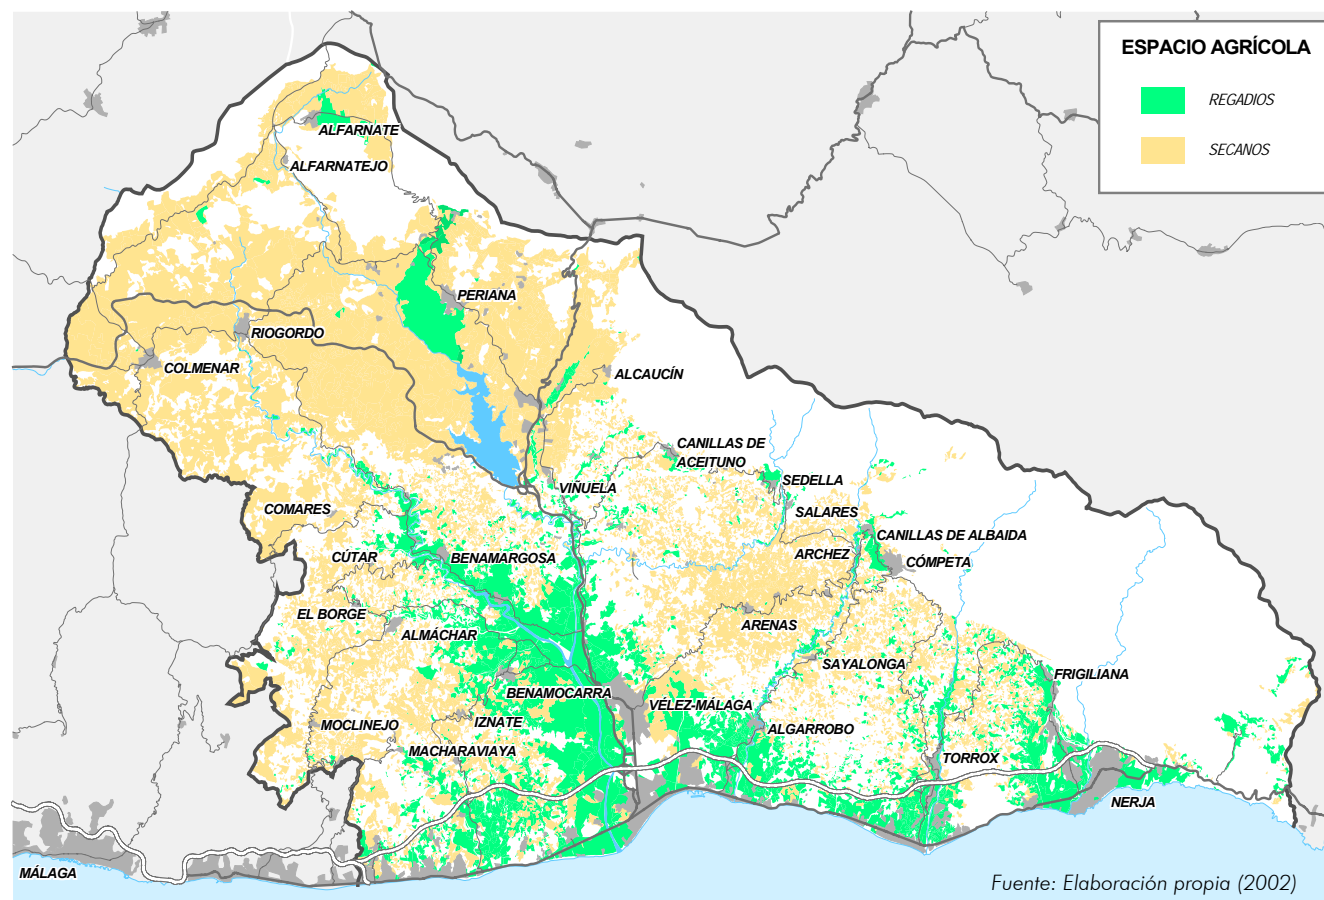 ESPACIO AGRÍCOLA
REGADIOS
SECANOS
ALFARNATE
ALFARNATEJO
PERIANA
RIOGORDO
COLMENAR
ALCAUCÍN
CANILLAS DE
ACEITUNO
SEDELLA
VIÑUELA
SALARES
COMARES
CANILLAS DE ALBAIDA
ARCHEZ
CÚTAR
BENAMARGOSA
CÓMPETA
EL BORGE
ALMÁCHAR
ARENAS
SAYALONGA
FRIGILIANA
BENAMOCARRA
VÉLEZ-MÁLAGA
IZNATE
MOCLINEJO
ALGARROBO
MACHARAVIAYA
TORROX
NERJA
MÁLAGA
Fuente: Elaboración propia (2002)